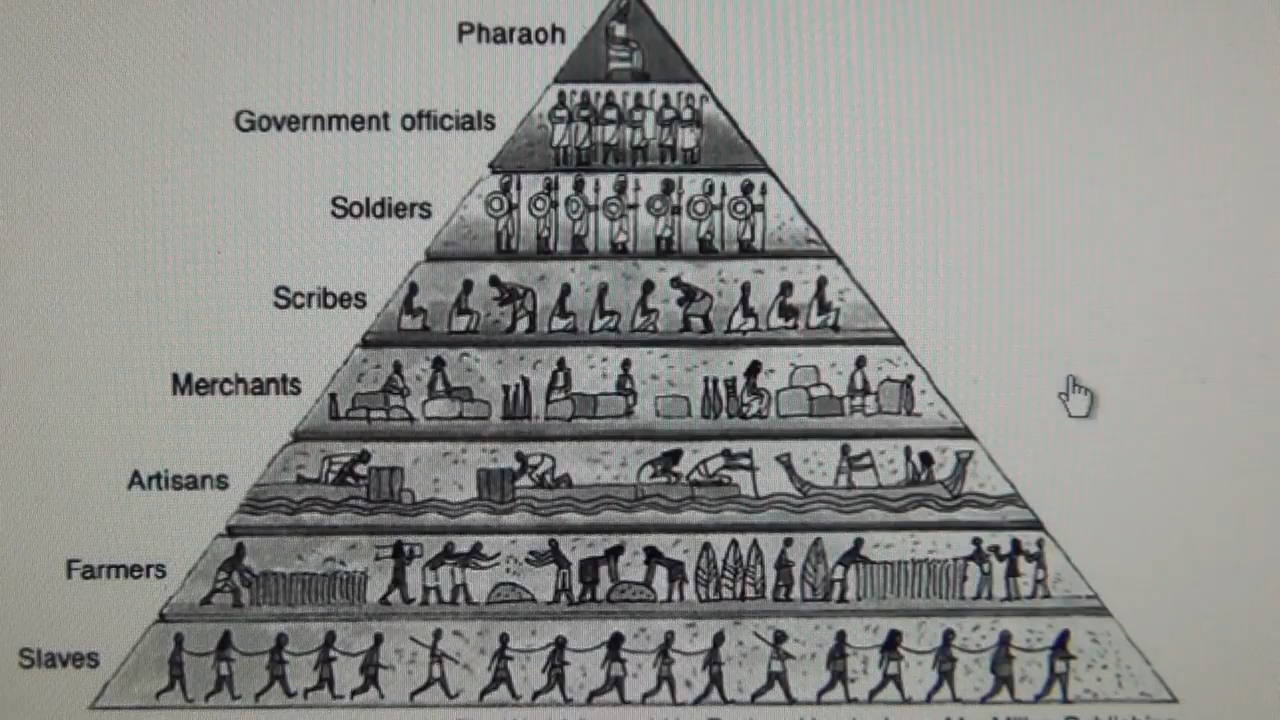 Pharaoh
Government officials
Soldiers
Scribes
Merchants
Artisans
Farmers
Slaves